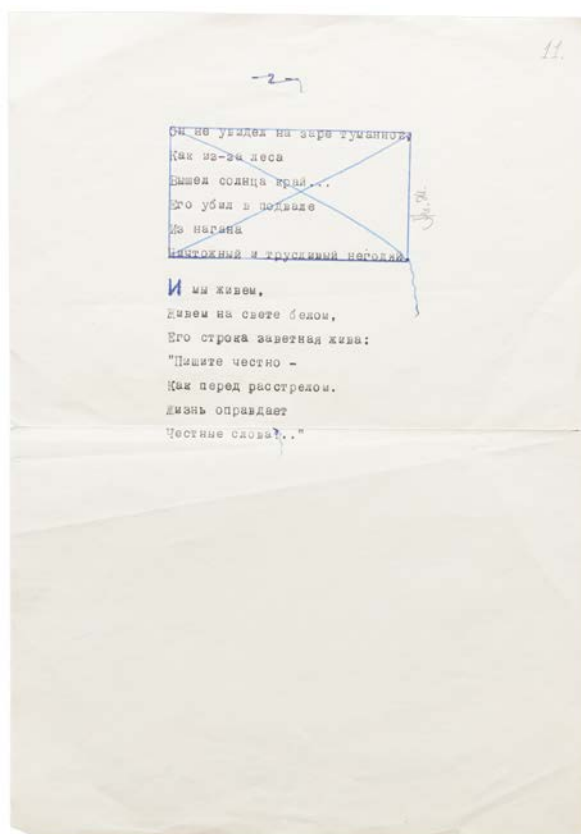 11.
-2-
Он не увидел на заре туманной,
Как из-за леса
Вышел солнца край...
Его убил в подвале
Из нагана
Ничтожный и трусливый негодяй.
И мы живем,
Живем на свете белом,
Его строка заветная жива:
"Пишите честно -
Как перед расстрелом.
Жизнь оправдает
Честные слова..."